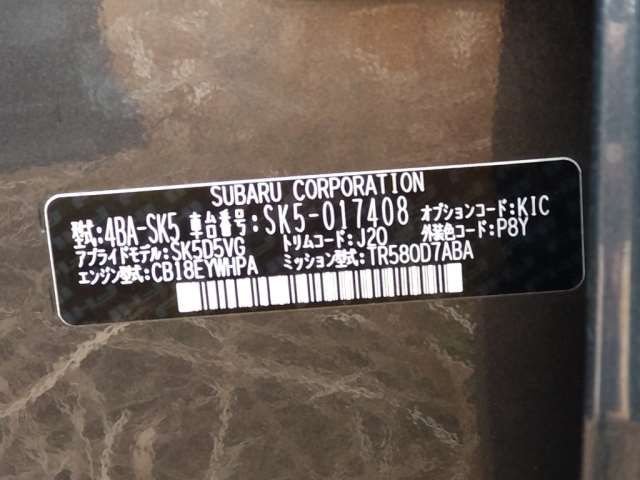 SUBARU CORPORATION
型式:4BA-SK5 車台番号:SK5-017408 オプションコード:KIC
アプライドモデル:SK5D5VG トリムコード:J20 外装色コード:P8Y
エンジン型式:CB18EYWHPA ミッション型式:TR580D7ABA